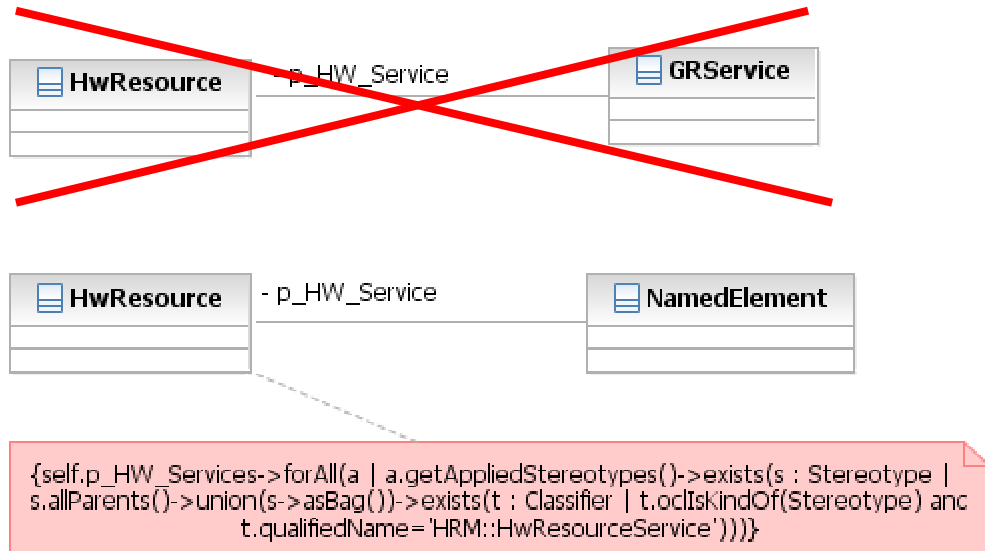 HwResource
- p_HW_Service
GRService
HwResource
- p_HW_Service
NamedElement
{self.p_HW_Services->forAll(a | a.getAppliedStereotypes()->exists(s : Stereotype |
s.allParents()->union(s->asBag())->exists(t : Classifier | t.oclIsKindOf(Stereotype) anc
t.qualifiedName='HRM::HwResourceService')))}